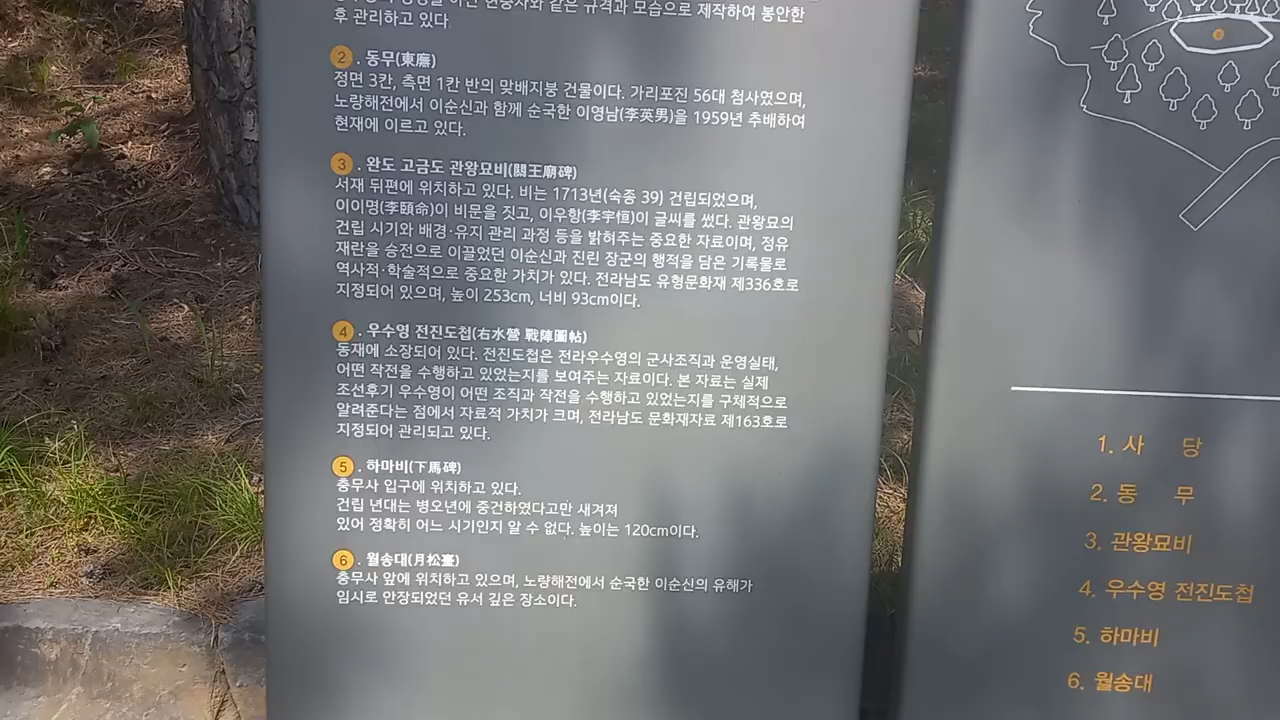 현충사와 같은 규격과 모습으로 제작하여 봉안한
후 관리하고 있다.
2 . 동무(東廡)
정면 3칸, 측면 1칸 반의 맞배지붕 건물이다. 가리포진 56대 첨사였으며,
노량해전에서 이순신과 함께 순국한 이영남(李英男)을 1959년 추배하여
현재에 이르고 있다.
3 . 완도 고금도 관왕묘비(關王廟碑)
서재 뒤편에 위치하고 있다. 비는 1713년(숙종 39) 건립되었으며,
이이명(李頤命)이 비문을 짓고, 이우항(李宇恒)이 글씨를 썼다. 관왕묘의
건립 시기와 배경·유지 관리 과정 등을 밝혀주는 중요한 자료이며, 정유
재란을 승전으로 이끌었던 이순신과 진린 장군의 행적을 담은 기록물로
역사적·학술적으로 중요한 가치가 있다. 전라남도 유형문화재 제336호로
지정되어 있으며, 높이 253cm, 너비 93cm이다.
4 . 우수영 전진도첩(右水營 戰陣圖帖)
동재에 소장되어 있다. 전진도첩은 전라우수영의 군사조직과 운영실태,
어떤 작전을 수행하고 있었는지를 보여주는 자료이다. 본 자료는 실제
조선후기 우수영이 어떤 조직과 작전을 수행하고 있었는지를 구체적으로
알려준다는 점에서 자료적 가치가 크며, 전라남도 문화재자료 제163호로
지정되어 관리되고 있다.
5 . 하마비(下馬碑)
충무사 입구에 위치하고 있다.
건립 년대는 병오년에 중건하였다고만 새겨져
있어 정확히 어느 시기인지 알 수 없다. 높이는 120cm이다.
6 . 월송대(月松臺)
충무사 앞에 위치하고 있으며, 노량해전에서 순국한 이순신의 유해가
임시로 안장되었던 유서 깊은 장소이다.
1. 사 당
2. 동 무
3. 관왕묘비
4. 우수영 전진도첩
5. 하마비
6. 월송대